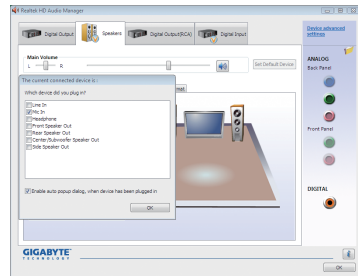 Realtek HD Audio Manager
Digital Output
Speakers
Digital Output(RCA)
Digital Input
Device advanced
settings
Main Volume
L
R
Set Default Device
ANALOG
Back Panel
The current connected device is :
Which device did you plug in?
Line In
Mic In
Headphone
Front Speaker Out
Rear Speaker Out
Center/Subwoofer Speaker Out
Side Speaker Out
Enable auto popup dialog, when device has been plugged in
OK
Front Panel
DIGITAL
GIGABYTE
TECHNOLOGY
OK